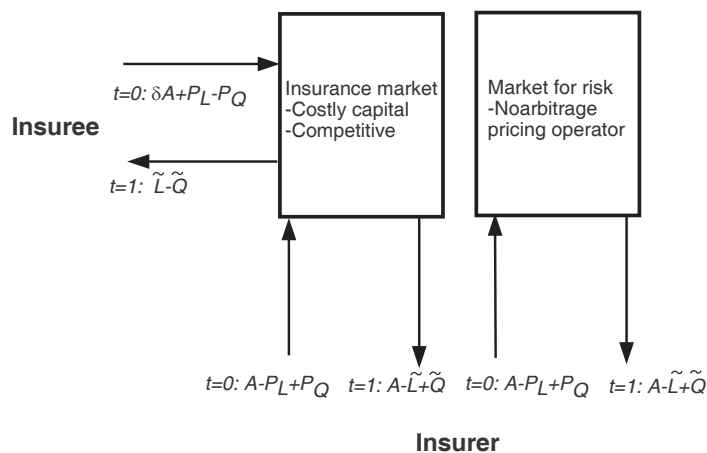 Insurance market
-Costly capital
-Competitive
Market for risk
-Noarbitrage
pricing operator
t=0: δA+P_L-P_Q
Insuree
t=1: L̃-Q̃
t=0: A-P_L+P_Q
t=1: A-L̃+Q̃
t=0: A-P_L+P_Q
t=1: A-L̃+Q̃
Insurer